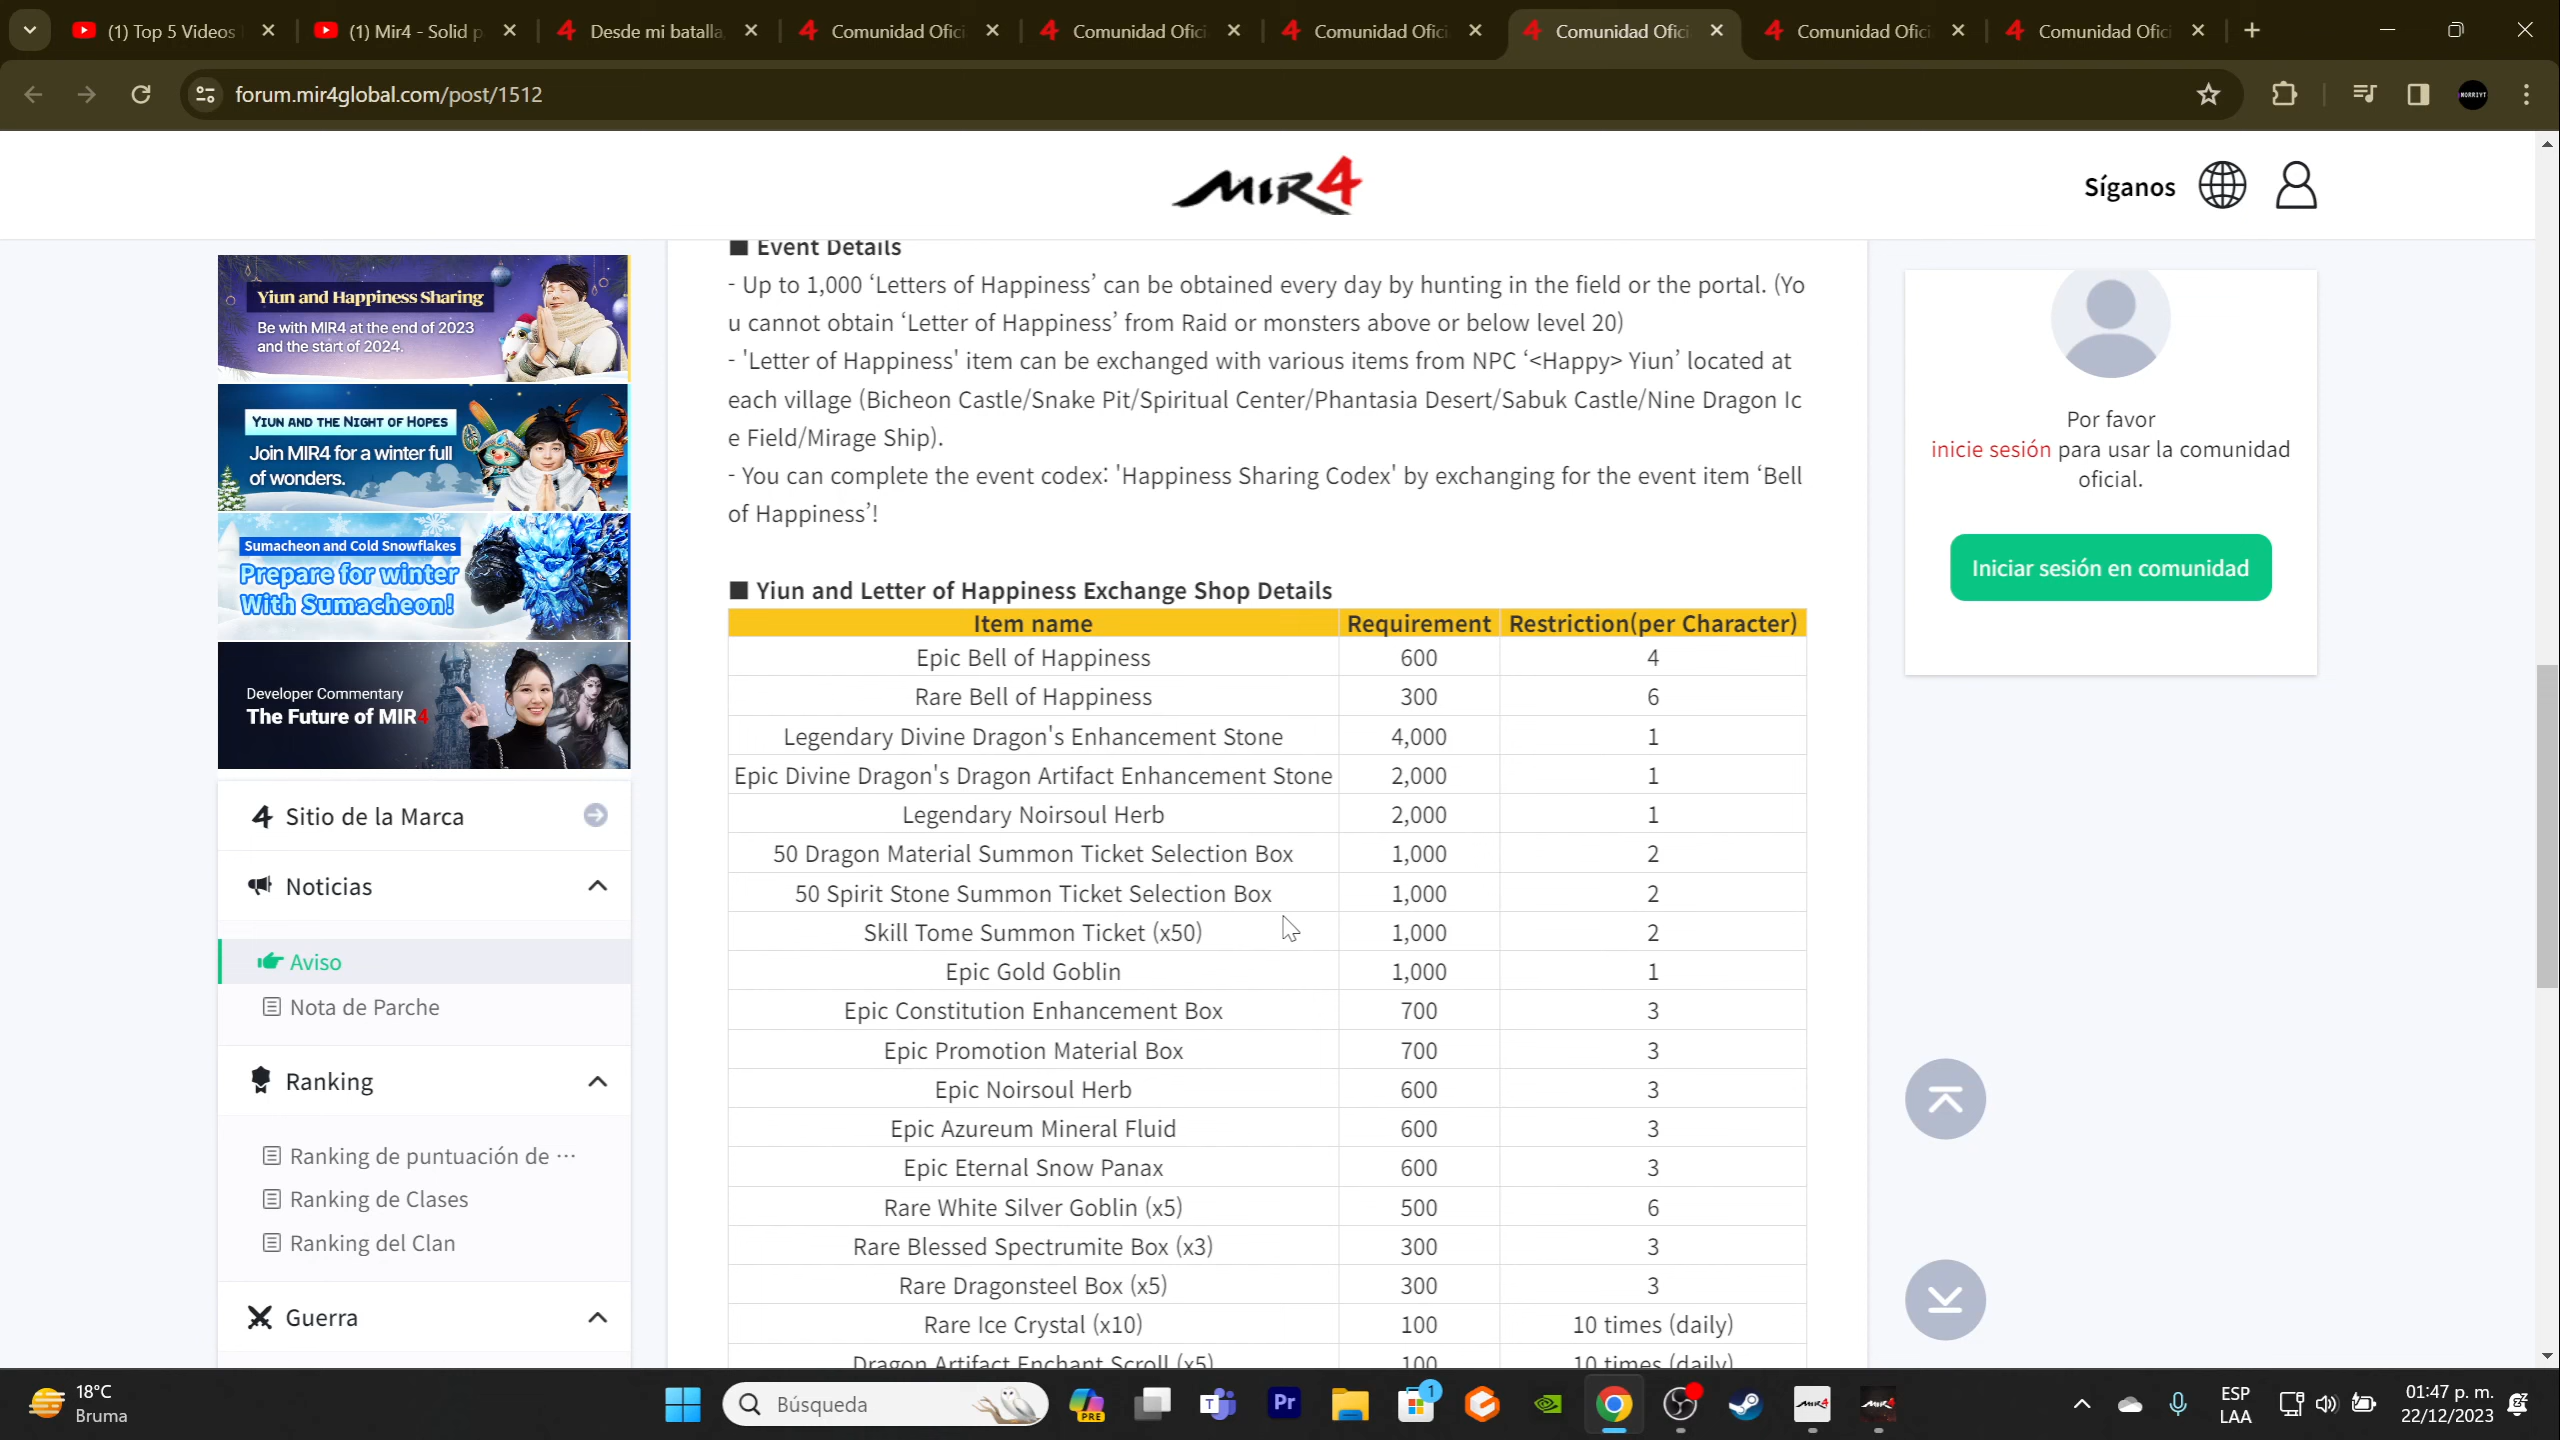 (1) Top 5 Videos
(1) Mir4 - Solid p
Desde mi batalla,
Comunidad Ofici
Comunidad Ofici
Comunidad Ofici
Comunidad Ofici
Comunidad Ofici
Comunidad Ofici
forum.mir4global.com/post/1512
MIR4
Síganos
Yiun and Happiness Sharing
Be with MIR4 at the end of 2023
and the start of 2024.
YIUN AND THE NIGHT OF HOPES
Join MIR4 for a winter full
of wonders.
Sumacheon and Cold Snowflakes
Prepare for winter
With Sumacheon!
Developer Commentary
The Future of MIR4
Sitio de la Marca
Noticias
Aviso
Nota de Parche
Ranking
Ranking de puntuación de ...
Ranking de Clases
Ranking del Clan
Guerra
■ Event Details
- Up to 1,000 ‘Letters of Happiness’ can be obtained every day by hunting in the field or the portal. (Yo
u cannot obtain ‘Letter of Happiness’ from Raid or monsters above or below level 20)
- 'Letter of Happiness' item can be exchanged with various items from NPC ‘<Happy> Yiun’ located at
each village (Bicheon Castle/Snake Pit/Spiritual Center/Phantasia Desert/Sabuk Castle/Nine Dragon Ic
e Field/Mirage Ship).
- You can complete the event codex: 'Happiness Sharing Codex' by exchanging for the event item ‘Bell
of Happiness’!
■ Yiun and Letter of Happiness Exchange Shop Details
Item name Requirement Restriction(per Character)
Epic Bell of Happiness 600 4
Rare Bell of Happiness 300 6
Legendary Divine Dragon's Enhancement Stone 4,000 1
Epic Divine Dragon's Dragon Artifact Enhancement Stone 2,000 1
Legendary Noirsoul Herb 2,000 1
50 Dragon Material Summon Ticket Selection Box 1,000 2
50 Spirit Stone Summon Ticket Selection Box 1,000 2
Skill Tome Summon Ticket (x50) 1,000 2
Epic Gold Goblin 1,000 1
Epic Constitution Enhancement Box 700 3
Epic Promotion Material Box 700 3
Epic Noirsoul Herb 600 3
Epic Azureum Mineral Fluid 600 3
Epic Eternal Snow Panax 600 3
Rare White Silver Goblin (x5) 500 6
Rare Blessed Spectrumite Box (x3) 300 3
Rare Dragonsteel Box (x5) 300 3
Rare Ice Crystal (x10) 100 10 times (daily)
Dragon Artifact Enchant Scroll (x5) 100 10 times (daily)
Por favor
inicie sesión para usar la comunidad
oficial.
Iniciar sesión en comunidad
18°C
Bruma
Búsqueda
PRE
Pr
1
ESP
LAA
01:47 p. m.
22/12/2023